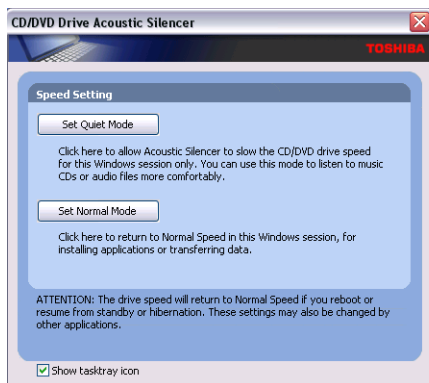 CD/DVD Drive Acoustic Silencer
TOSHIBA
Speed Setting
Set Quiet Mode
Click here to allow Acoustic Silencer to slow the CD/DVD drive speed
for this Windows session only. You can use this mode to listen to music
CDs or audio files more comfortably.
Set Normal Mode
Click here to return to Normal Speed in this Windows session, for
installing applications or transferring data.
ATTENTION: The drive speed will return to Normal Speed if you reboot or
resume from standby or hibernation. These settings may also be changed by
other applications.
Show tasktray icon